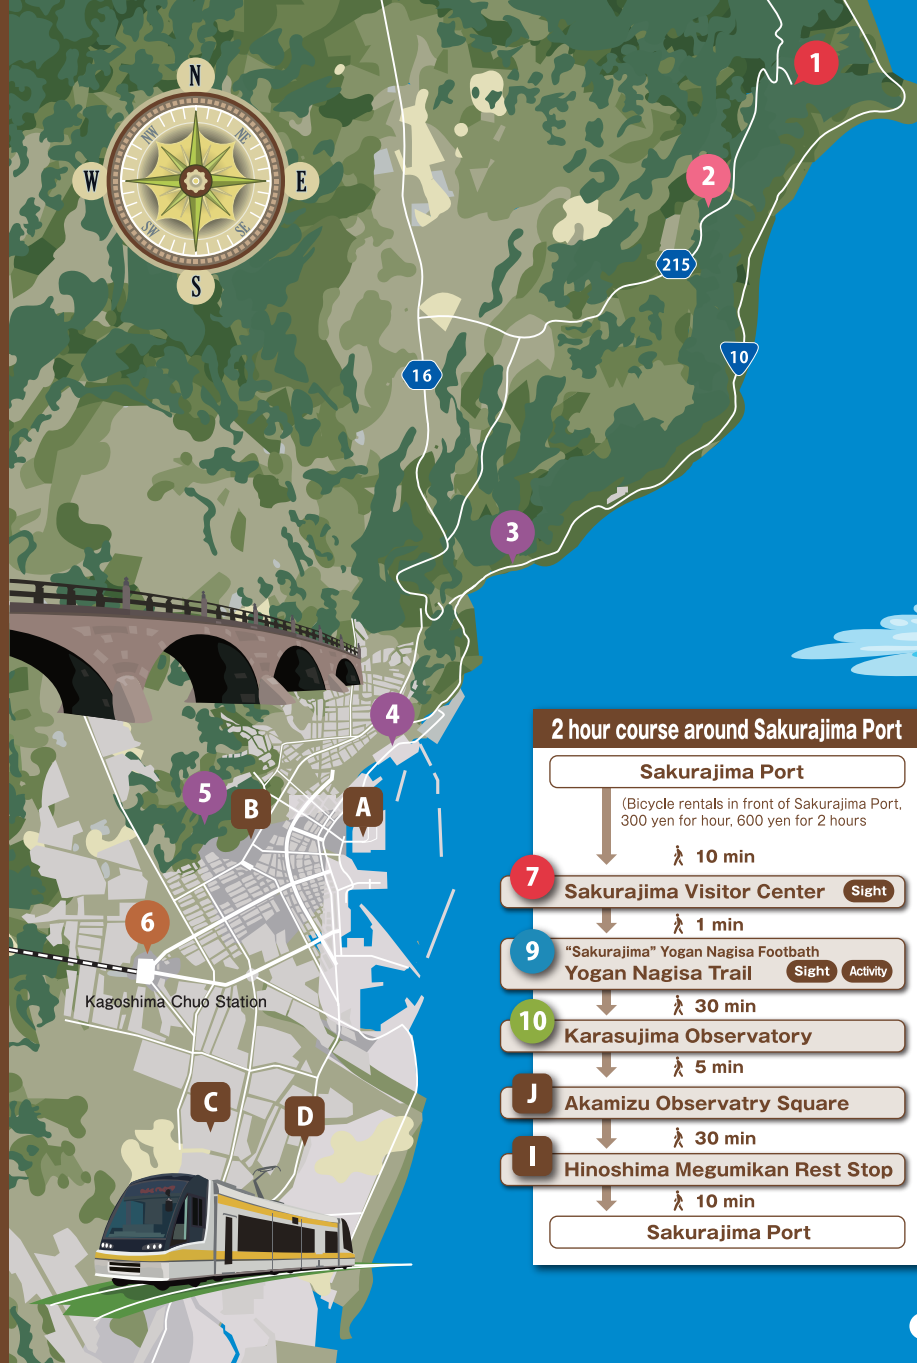 N
NW
NE
W
E
SW
SE
S
1
2
215
10
16
3
4
5
B
A
6
Kagoshima Chuo Station
C
D
2 hour course around Sakurajima Port
Sakurajima Port
(Bicycle rentals in front of Sakurajima Port,
300 yen for hour, 600 yen for 2 hours
10 min
7
Sakurajima Visitor Center Sight
1 min
9
“Sakurajima” Yogan Nagisa Footbath
Yogan Nagisa Trail Sight Activity
30 min
10
Karasujima Observatory
5 min
J
Akamizu Observatry Square
30 min
I
Hinoshima Megumikan Rest Stop
10 min
Sakurajima Port